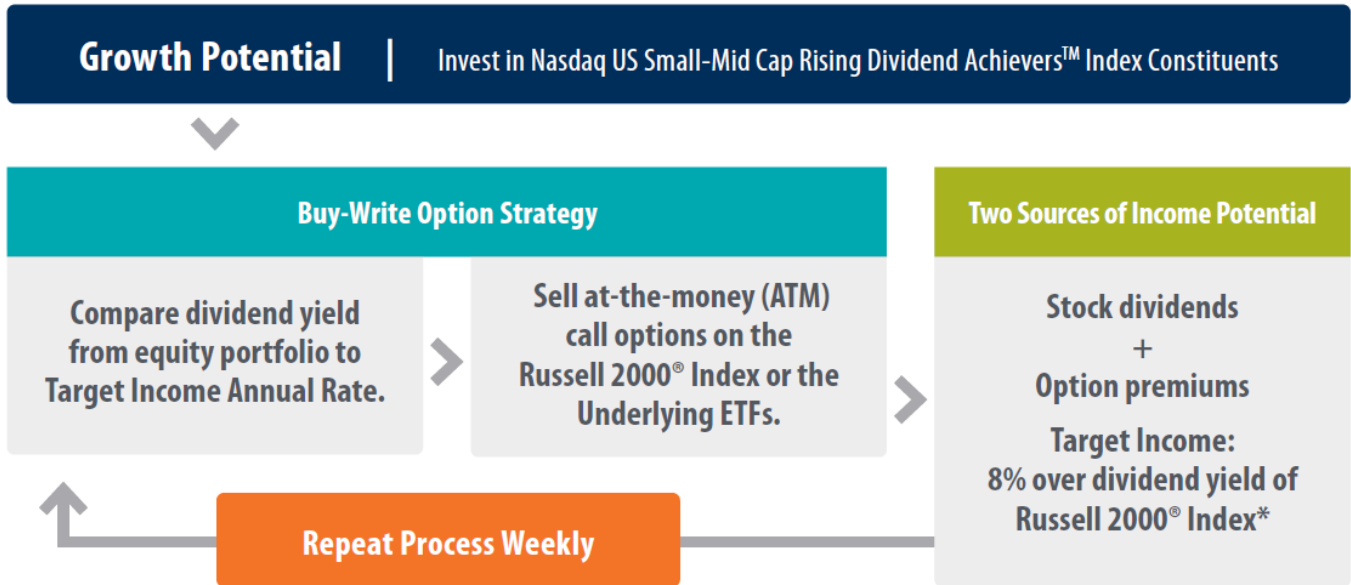 Growth Potential | Invest in Nasdaq US Small-Mid Cap Rising Dividend Achievers™ Index Constituents
Buy-Write Option Strategy
Compare dividend yield
from equity portfolio to
Target Income Annual Rate.
Sell at-the-money (ATM)
call options on the
Russell 2000® Index or the
Underlying ETFs.
Two Sources of Income Potential
Stock dividends
+
Option premiums
Target Income:
8% over dividend yield of
Russell 2000® Index*
Repeat Process Weekly